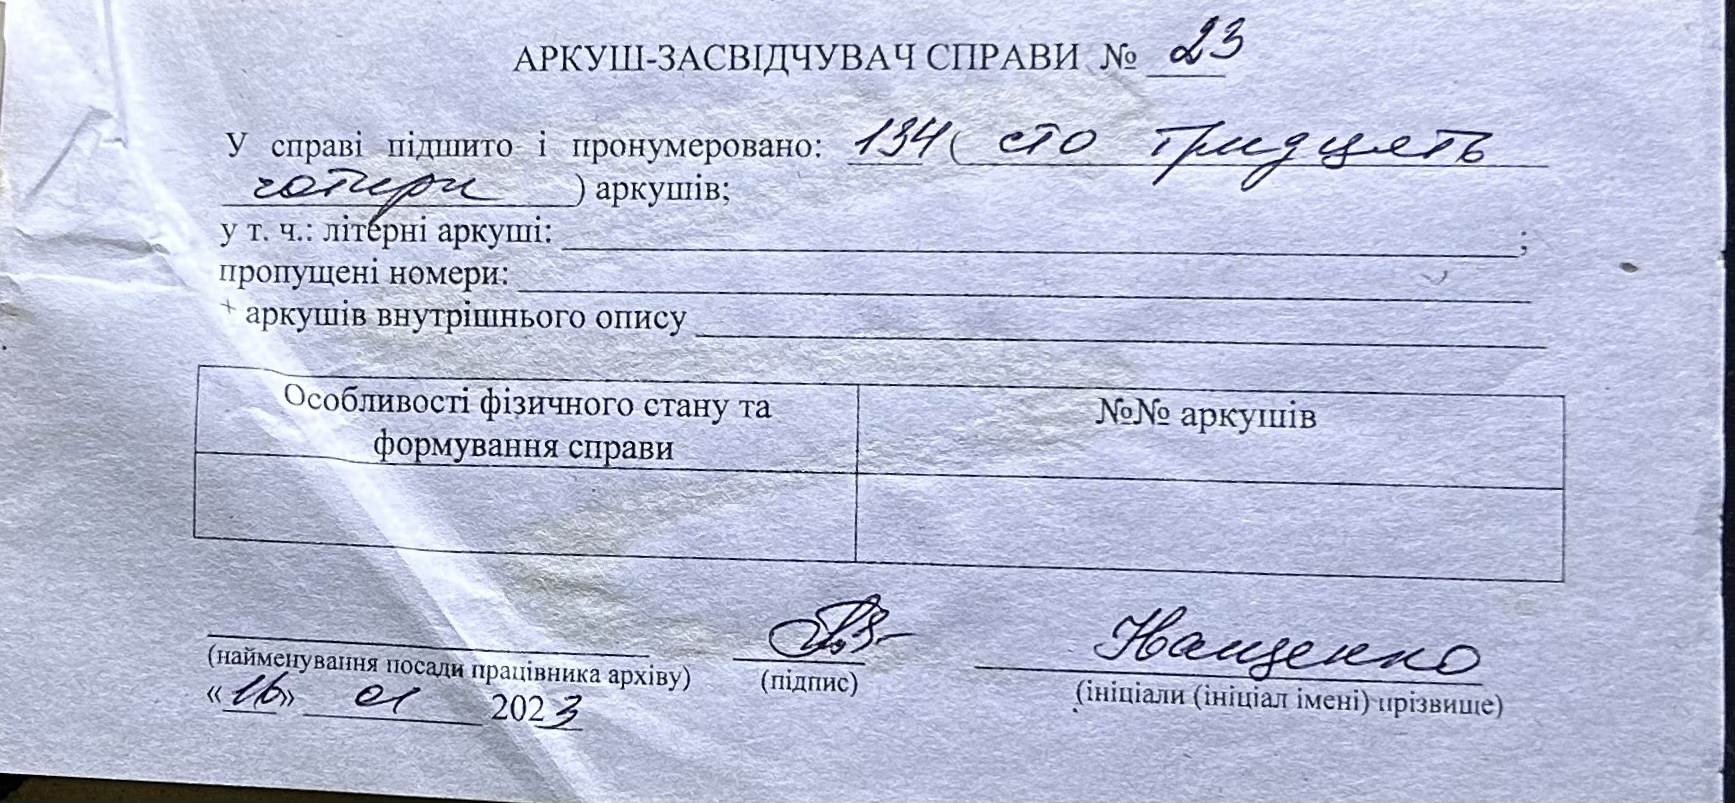 АРКУШ-ЗАСВІДЧУВАЧ СПРАВИ № 23
У справі підшито і пронумеровано: 134 ( сто тридцять
чотири ) аркушів;
у т. ч.: літерні аркуші: ;
пропущені номери:
+ аркушів внутрішнього опису
Особливості фізичного стану та
формування справи
№№ аркушів
(найменування посади працівника архіву)
(підпис)
(ініціали (ініціал імені) прізвище)
«16» 01 2023